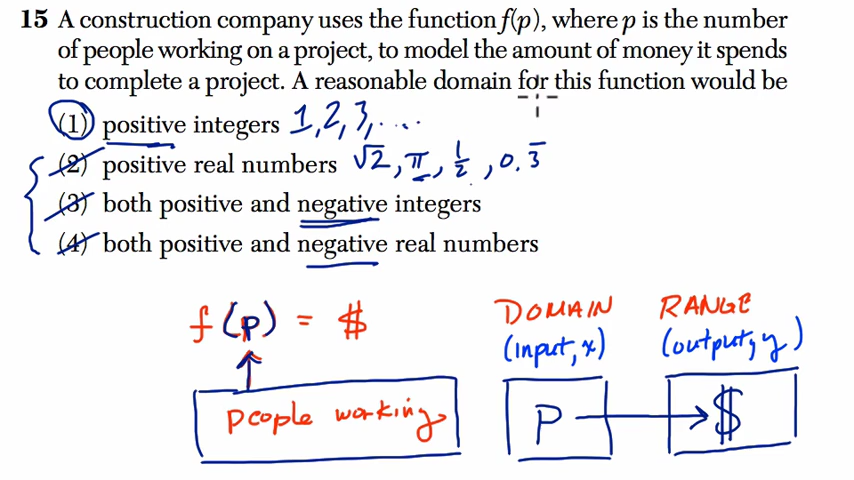 15 A construction company uses the function f(p), where p is the number
of people working on a project, to model the amount of money it spends
to complete a project. A reasonable domain for this function would be
(1) positive integers 1, 2, 3, ....
(2) positive real numbers √2, π, 1/2, 0.3̅
(3) both positive and negative integers
(4) both positive and negative real numbers
f(p) = $ DOMAIN RANGE
(input, x) (output, y)
people working P $